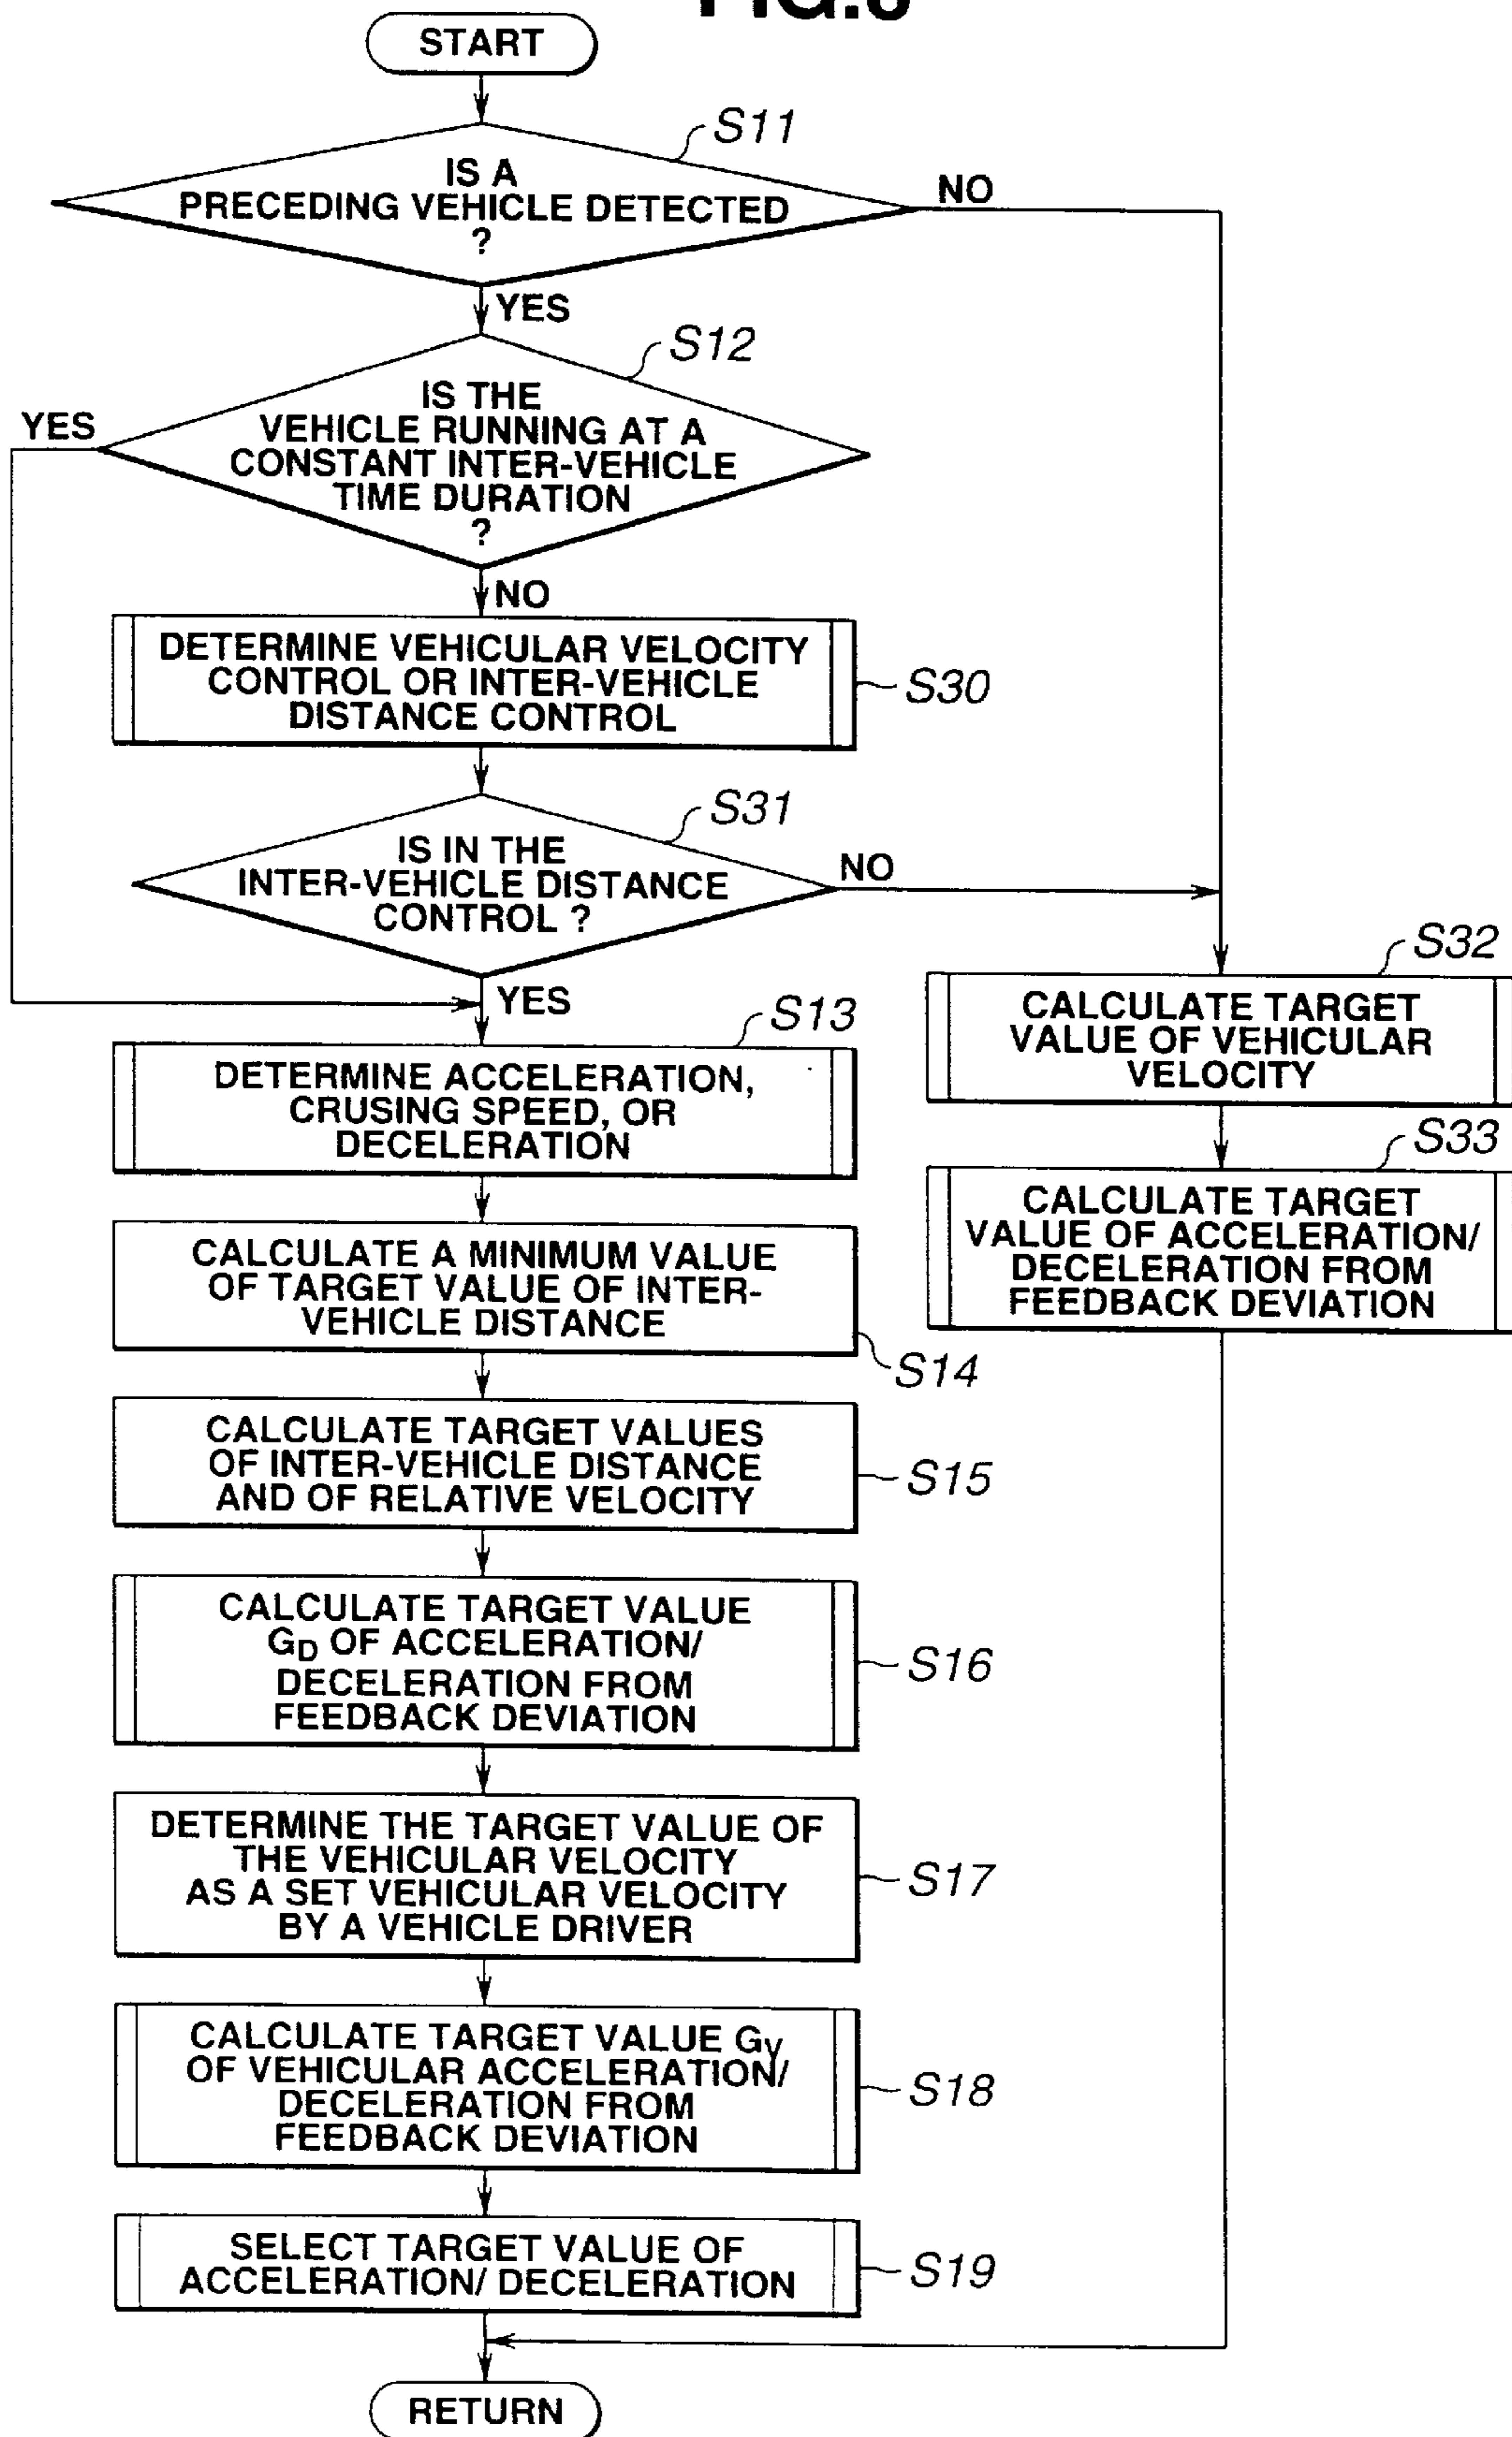 START
S11
IS A
PRECEDING VEHICLE DETECTED
?
NO
YES
S12
IS THE
VEHICLE RUNNING AT A
CONSTANT INTER-VEHICLE
TIME DURATION
?
YES
NO
DETERMINE VEHICULAR VELOCITY
CONTROL OR INTER-VEHICLE
DISTANCE CONTROL
S30
S31
IS IN THE
INTER-VEHICLE DISTANCE
CONTROL ?
NO
YES
S13
DETERMINE ACCELERATION,
CRUSING SPEED, OR
DECELERATION
S32
CALCULATE TARGET
VALUE OF VEHICULAR
VELOCITY
S33
CALCULATE TARGET
VALUE OF ACCELERATION/
DECELERATION FROM
FEEDBACK DEVIATION
CALCULATE A MINIMUM VALUE
OF TARGET VALUE OF INTER-
VEHICLE DISTANCE
S14
CALCULATE TARGET VALUES
OF INTER-VEHICLE DISTANCE
AND OF RELATIVE VELOCITY
S15
CALCULATE TARGET VALUE
GD OF ACCELERATION/
DECELERATION FROM
FEEDBACK DEVIATION
S16
DETERMINE THE TARGET VALUE OF
THE VEHICULAR VELOCITY
AS A SET VEHICULAR VELOCITY
BY A VEHICLE DRIVER
S17
CALCULATE TARGET VALUE GV
OF VEHICULAR ACCELERATION/
DECELERATION FROM
FEEDBACK DEVIATION
S18
SELECT TARGET VALUE OF
ACCELERATION/ DECELERATION
S19
RETURN